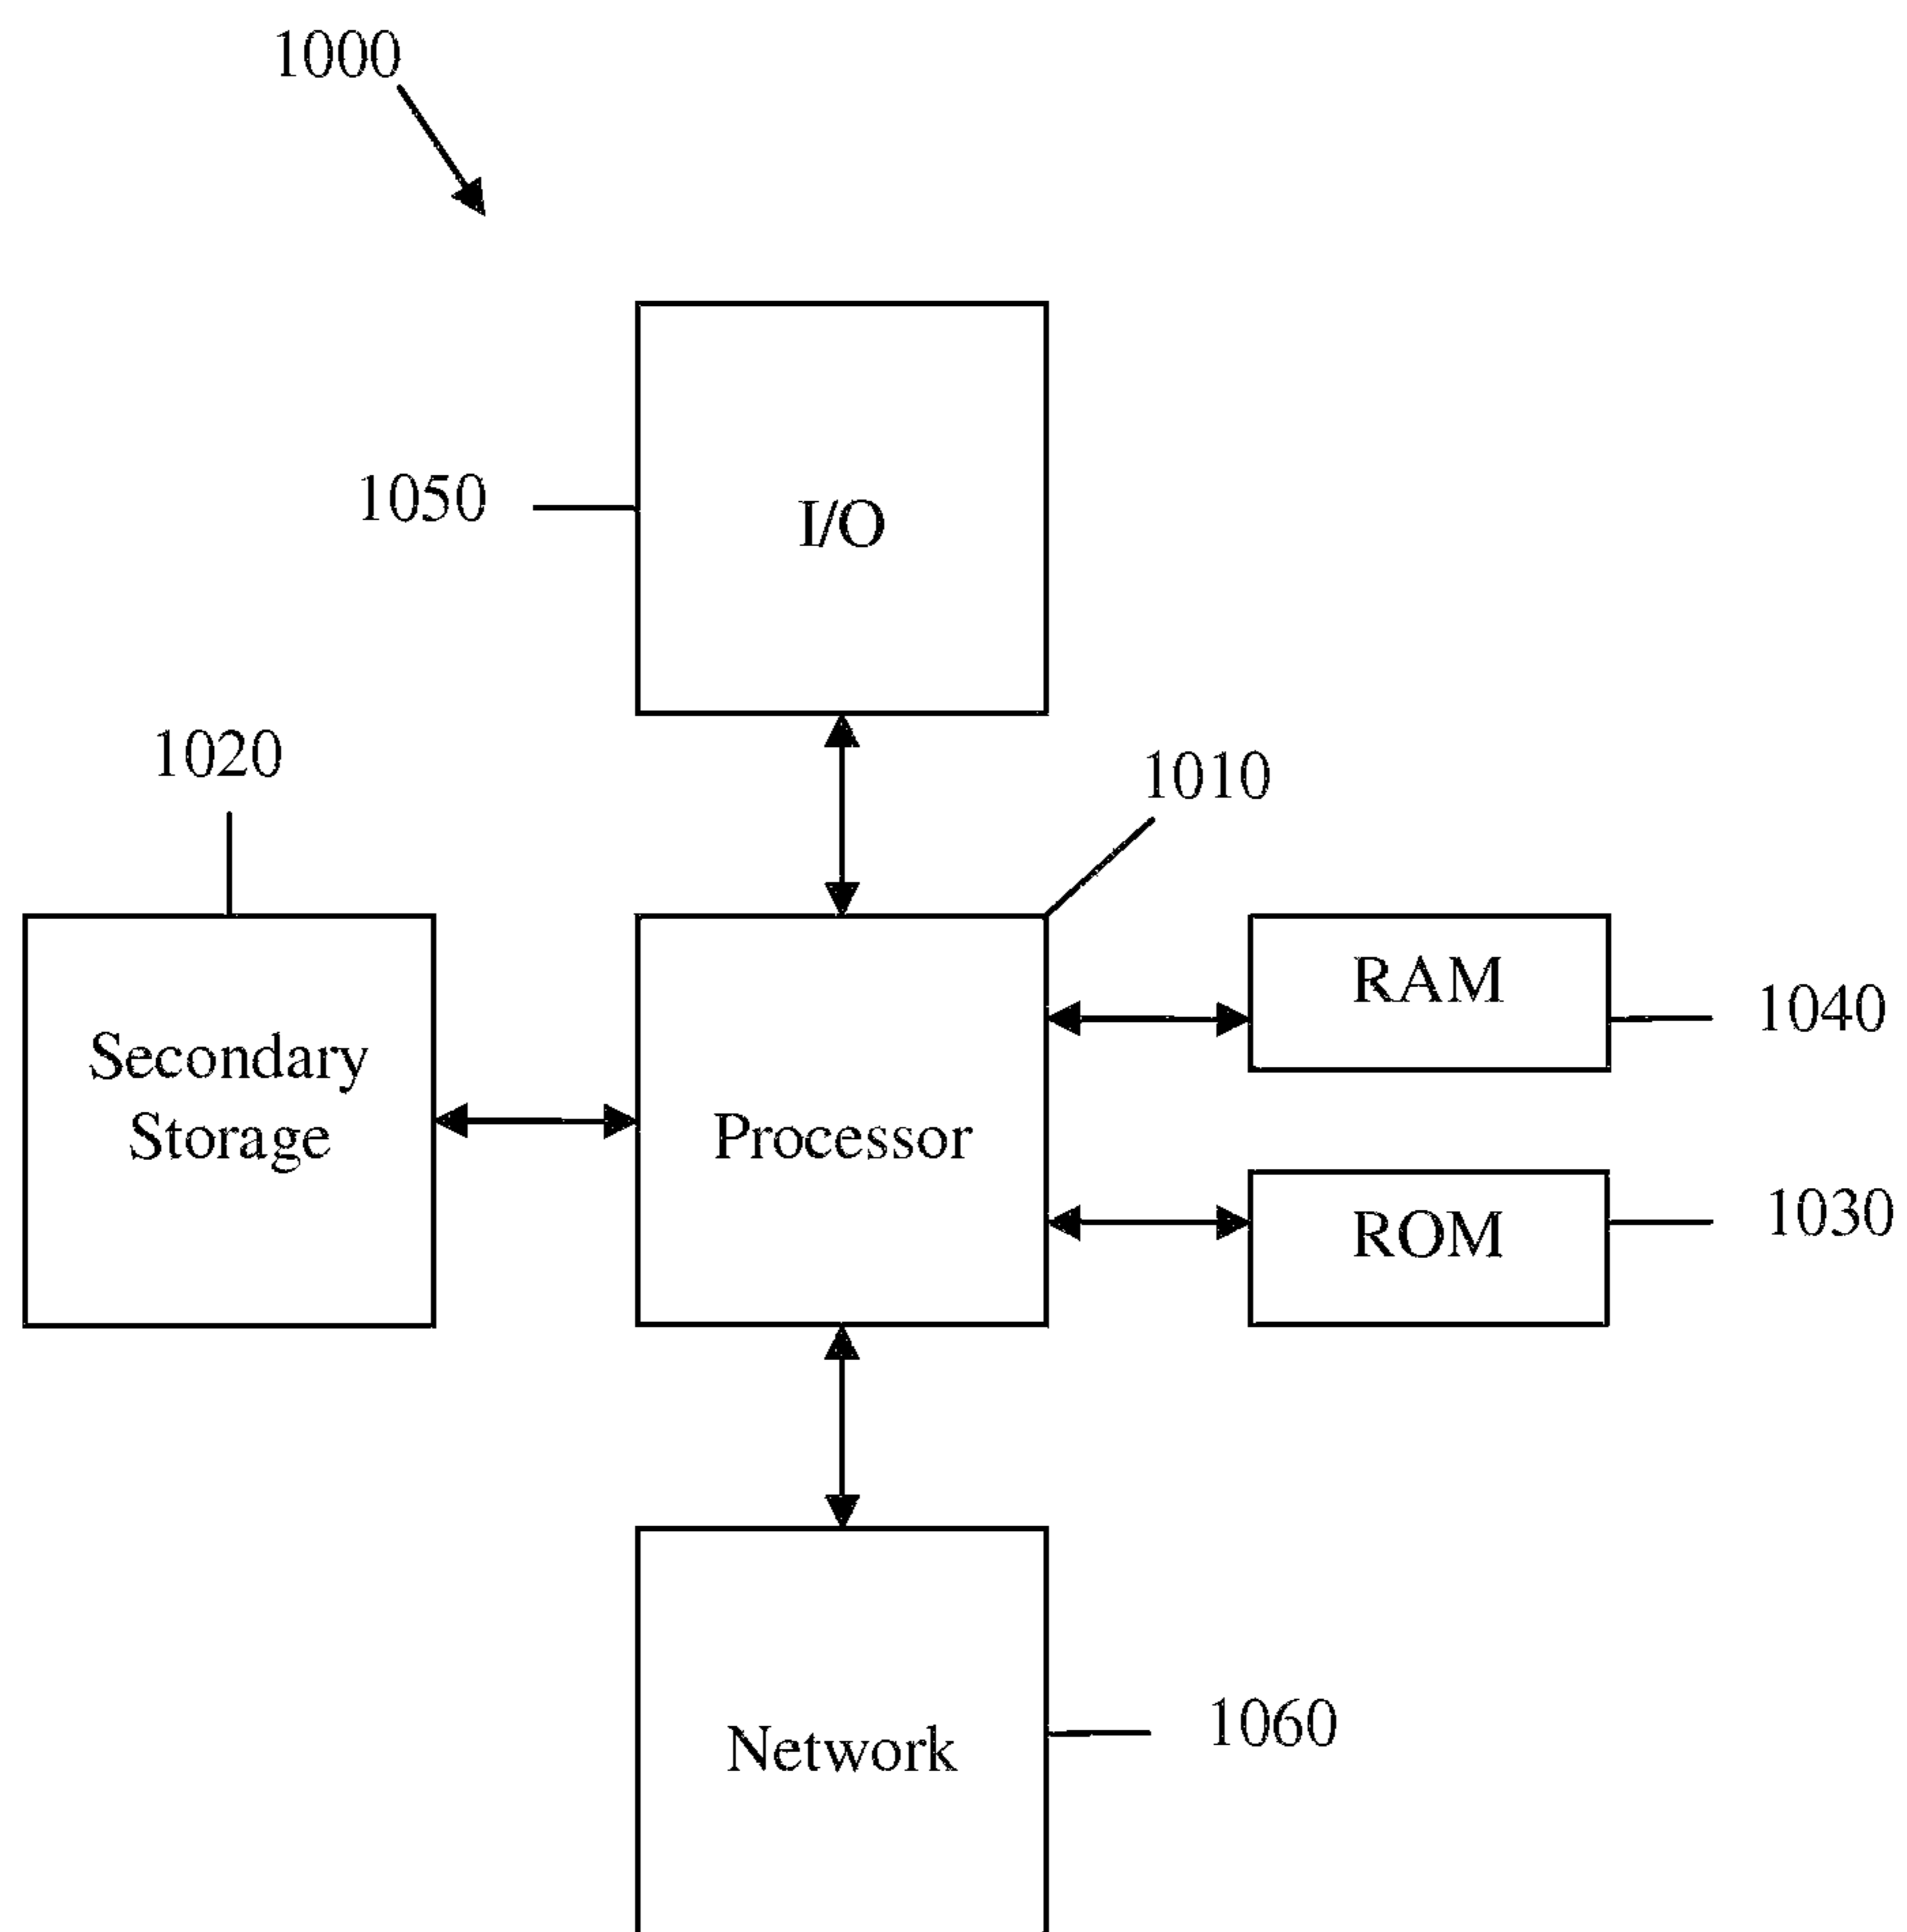 1000
1050
I/O
1020
1010
RAM
1040
Secondary
Storage
Processor
1030
ROM
1060
Network